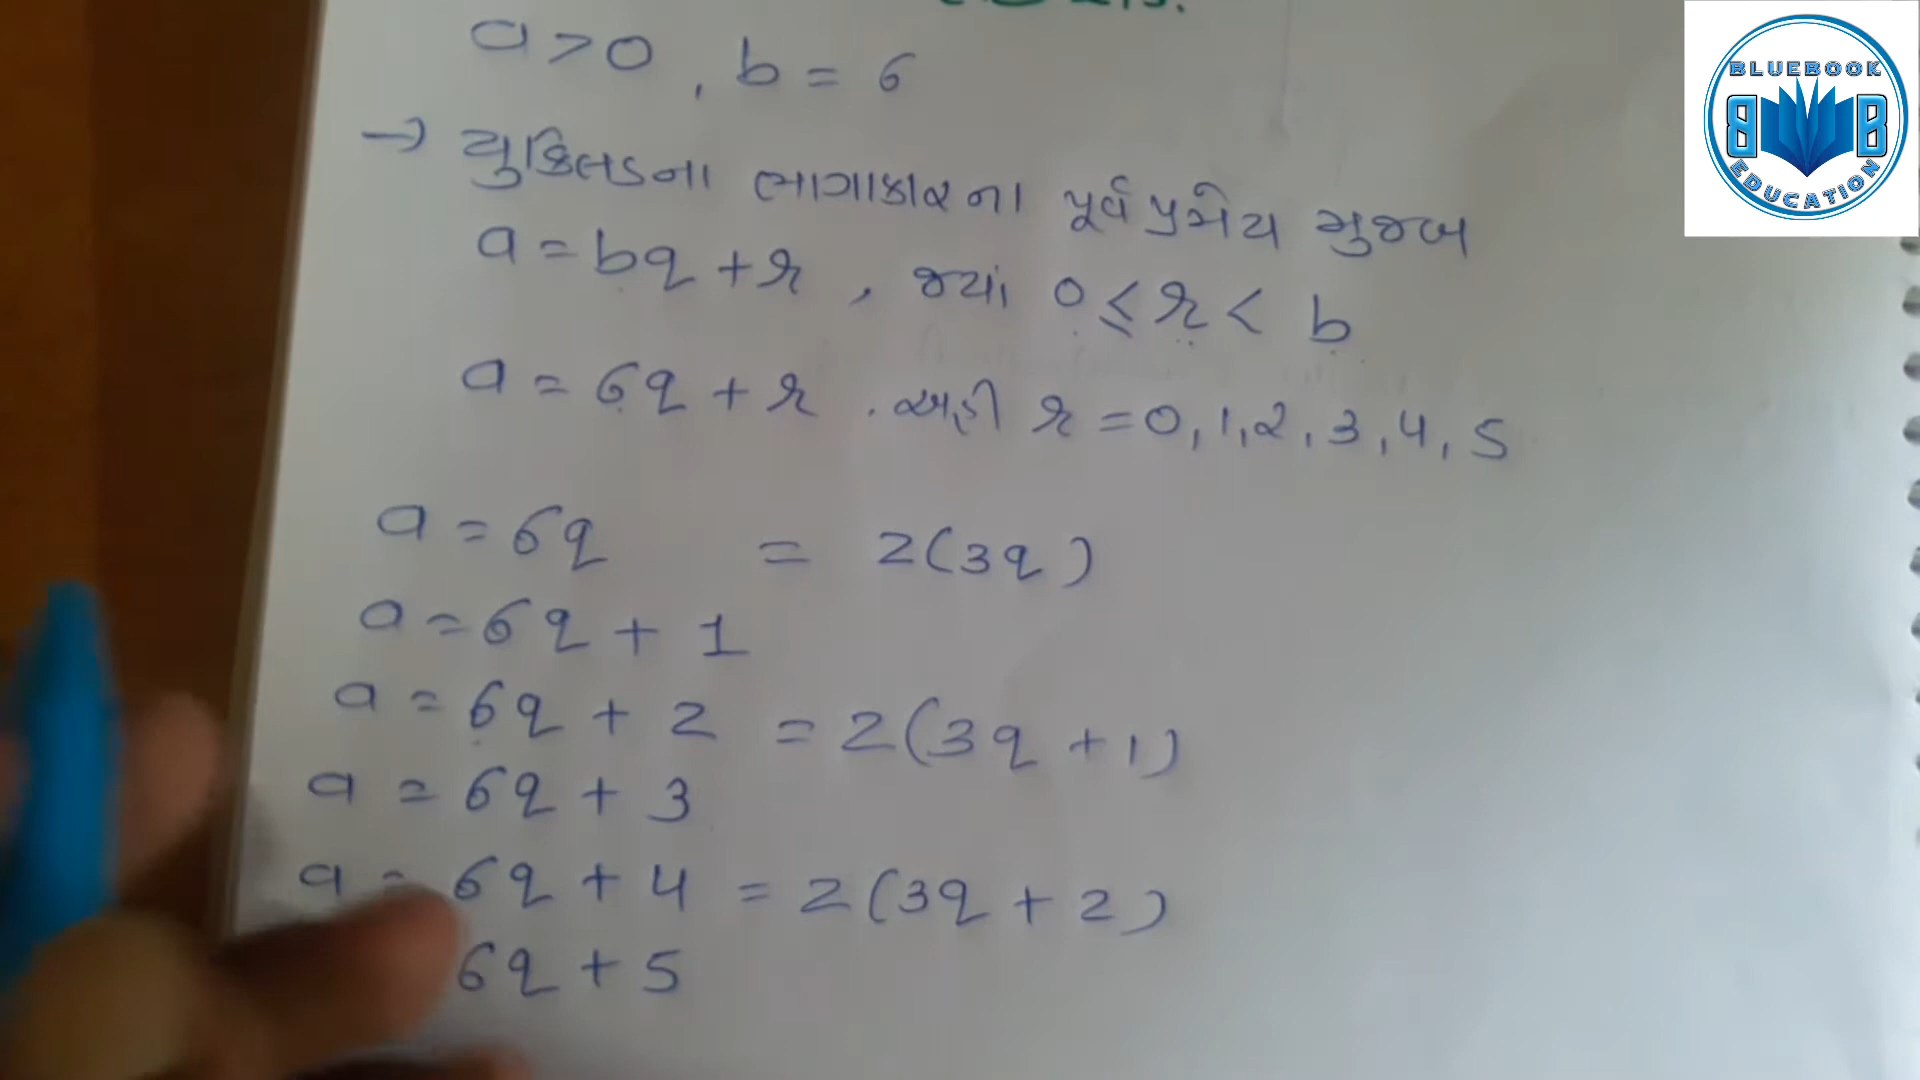 a > 0 , b = 6
→ યુક્લિડના ભાગાકારના પૂર્વ પ્રમેય મુજબ
a = bq + r , જ્યાં 0 ≤ r < b
a = 6q + r . અહી r = 0, 1, 2, 3, 4, 5
a = 6q = 2(3q)
a = 6q + 1
a = 6q + 2 = 2(3q + 1)
a = 6q + 3
a = 6q + 4 = 2(3q + 2)
6q + 5
BLUEBOOK
B B
EDUCATION